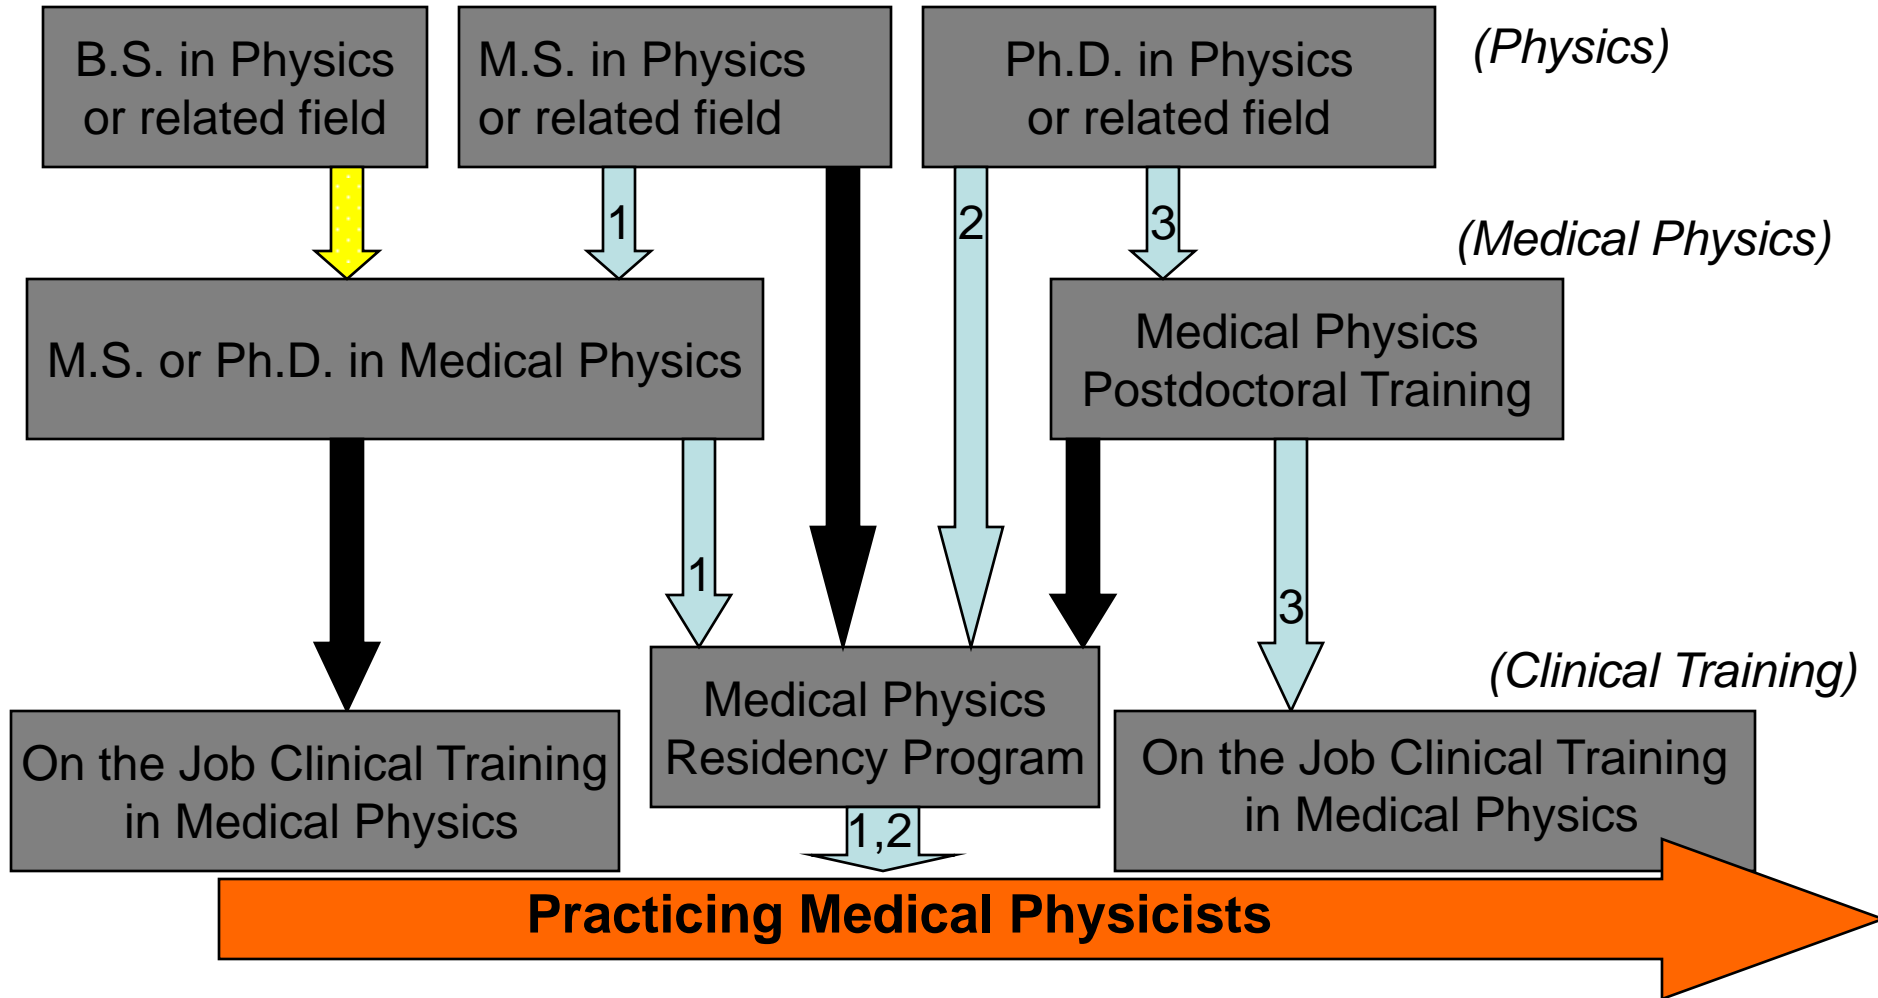 B.S. in Physics
or related field
M.S. in Physics
or related field
Ph.D. in Physics
or related field
(Physics)
1
2
3
(Medical Physics)
M.S. or Ph.D. in Medical Physics
Medical Physics
Postdoctoral Training
1
3
(Clinical Training)
On the Job Clinical Training
in Medical Physics
Medical Physics
Residency Program
On the Job Clinical Training
in Medical Physics
1,2
Practicing Medical Physicists